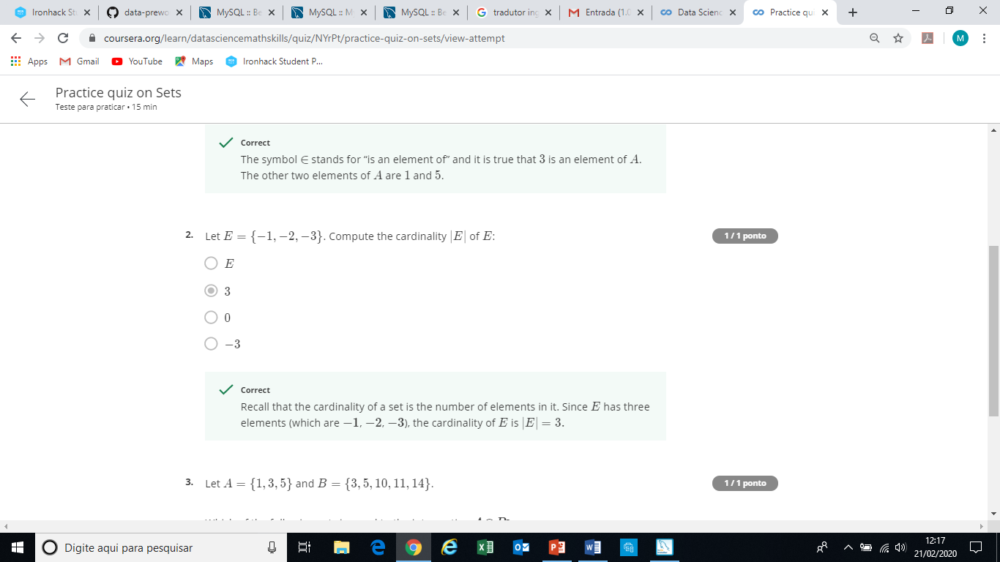 Ironhack St
data-prewo
MySQL :: Be
MySQL :: M
MySQL :: Be
tradutor ing
Entrada (1.0
Data Scienc
Practice qui
coursera.org/learn/datasciencemathskills/quiz/NYrPt/practice-quiz-on-sets/view-attempt
M
Apps
Gmail
YouTube
Maps
Ironhack Student P...
Practice quiz on Sets
Teste para praticar • 15 min
Correct
The symbol ∈ stands for “is an element of” and it is true that 3 is an element of A.
The other two elements of A are 1 and 5.
2. Let E = {−1, −2, −3}. Compute the cardinality |E| of E:
1 / 1 ponto
E
3
0
−3
Correct
Recall that the cardinality of a set is the number of elements in it. Since E has three
elements (which are −1, −2, −3), the cardinality of E is |E| = 3.
3. Let A = {1, 3, 5} and B = {3, 5, 10, 11, 14}.
1 / 1 ponto
Digite aqui para pesquisar
12:17
21/02/2020